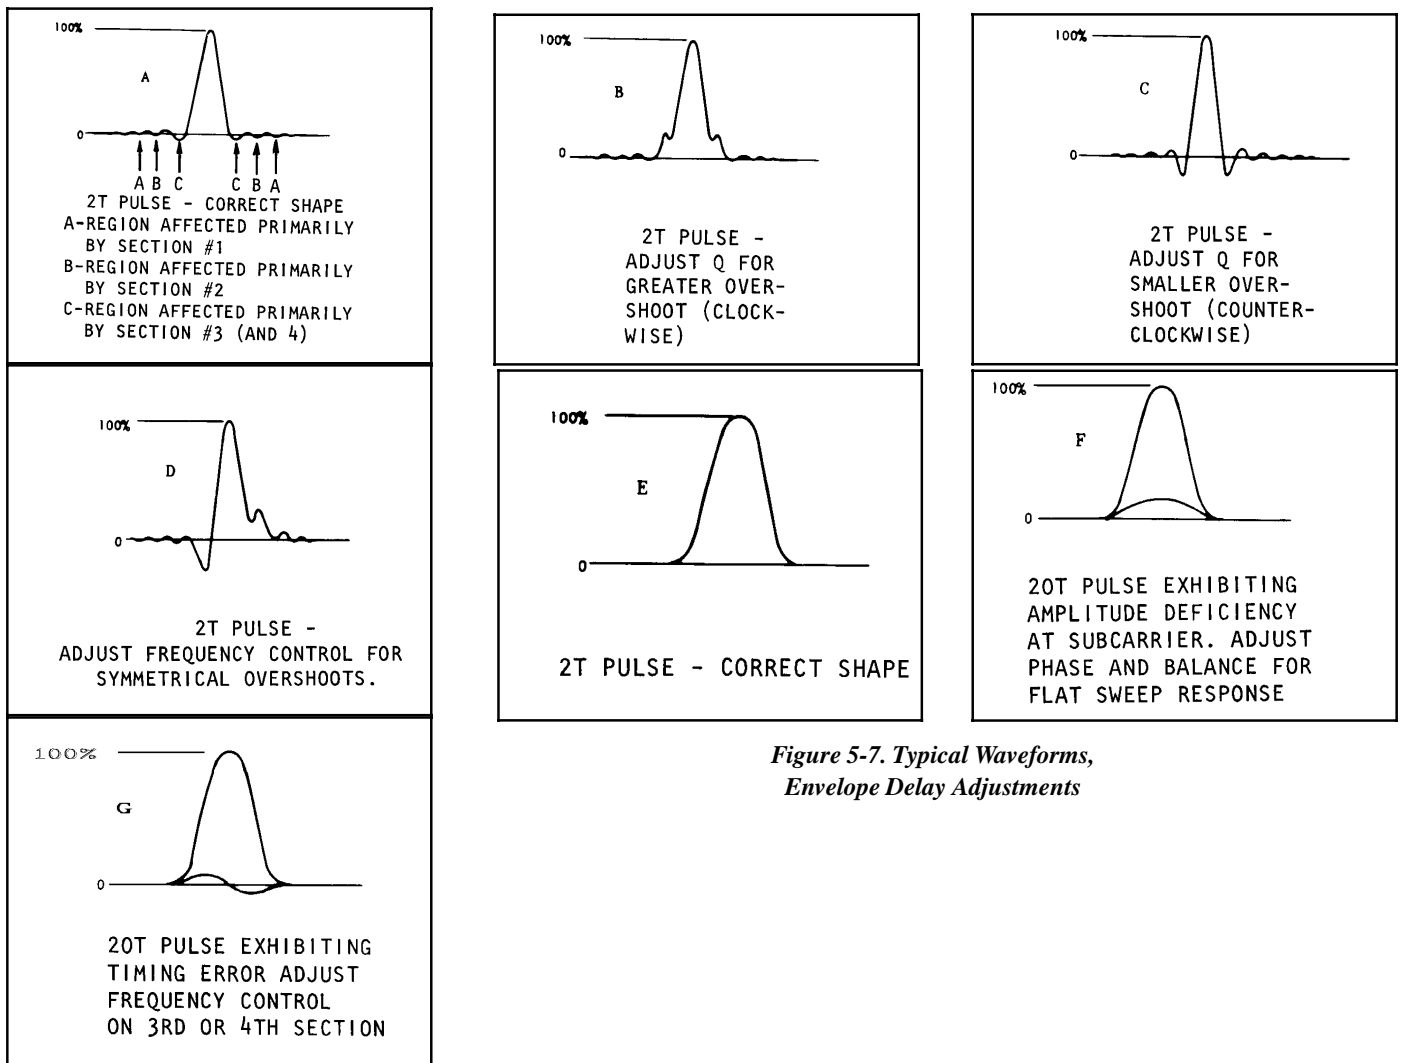 100%
A
0
A B C C B A
2T PULSE - CORRECT SHAPE
A-REGION AFFECTED PRIMARILY
BY SECTION #1
B-REGION AFFECTED PRIMARILY
BY SECTION #2
C-REGION AFFECTED PRIMARILY
BY SECTION #3 (AND 4)
100%
B
0
2T PULSE -
ADJUST Q FOR
GREATER OVER-
SHOOT (CLOCK-
WISE)
100%
C
0
2T PULSE -
ADJUST Q FOR
SMALLER OVER-
SHOOT (COUNTER-
CLOCKWISE)
100%
D
0
2T PULSE -
ADJUST FREQUENCY CONTROL FOR
SYMMETRICAL OVERSHOOTS.
100%
E
0
2T PULSE - CORRECT SHAPE
100%
F
0
20T PULSE EXHIBITING
AMPLITUDE DEFICIENCY
AT SUBCARRIER. ADJUST
PHASE AND BALANCE FOR
FLAT SWEEP RESPONSE
100%
G
0
20T PULSE EXHIBITING
TIMING ERROR ADJUST
FREQUENCY CONTROL
ON 3RD OR 4TH SECTION
Figure 5-7. Typical Waveforms,
Envelope Delay Adjustments